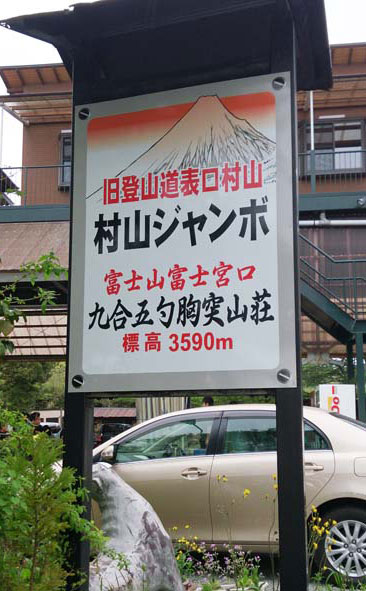 旧登山道表口村山
村山ジャンボ
富士山富士宮口
九合五勺胸突山荘
標高 3590m